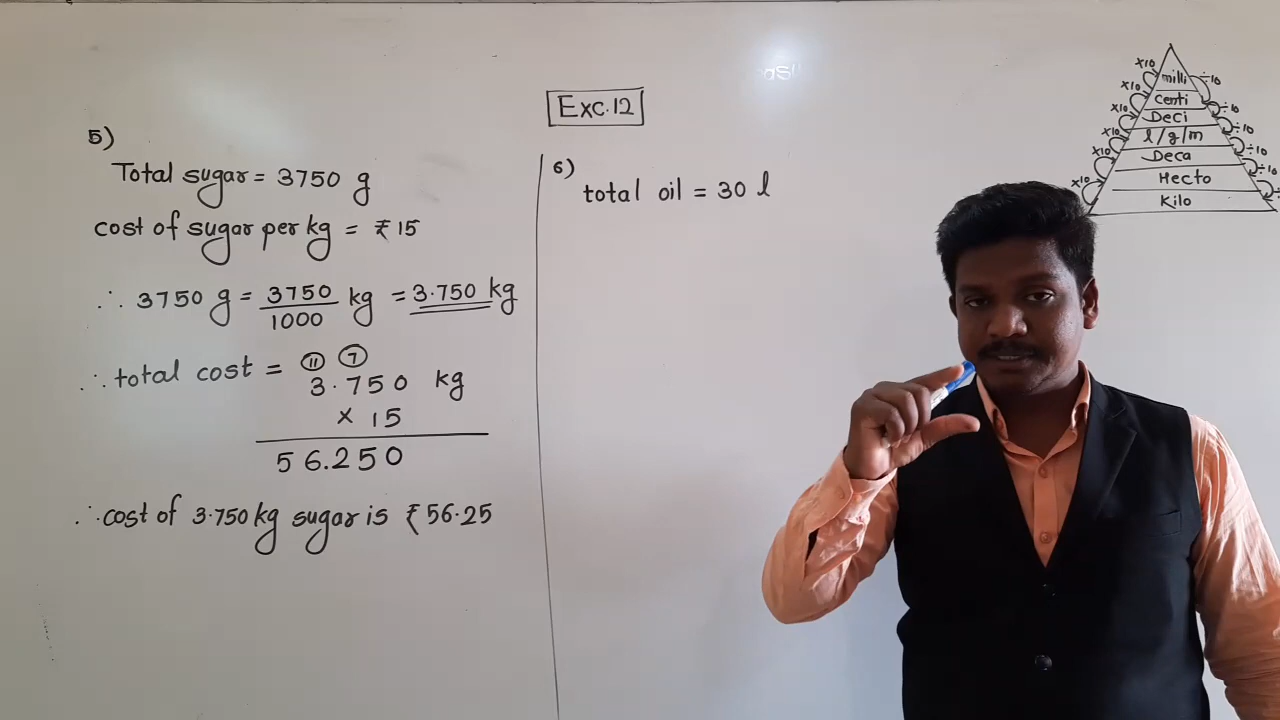 Exc.12
5)
Total sugar = 3750 g
cost of sugar per kg = ₹ 15
∴ 3750 g = 3750/1000 kg = 3.750 kg
∴ total cost =
11 7
3.750 kg
× 15
56.250
∴ cost of 3.750 kg sugar is ₹ 56.25
6)
total oil = 30 l
milli
centi
Deci
l/g/m
Deca
Hecto
Kilo
×10
×10
×10
×10
×10
×10
÷10
÷10
÷10
÷10
÷10
÷10